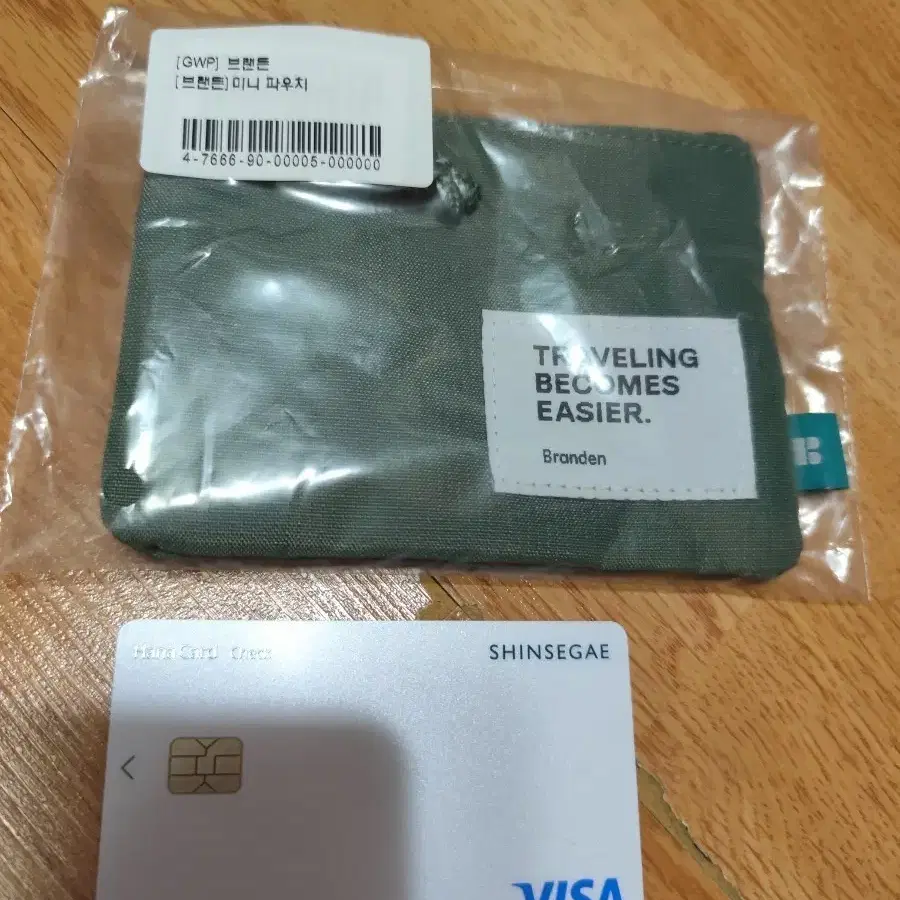 [GWP] 브랜든
[브랜든]미니 파우치
4-7666-90-00005-000000
TRAVELING
BECOMES
EASIER.
Branden
B
Hana Card Check
SHINSEGAE
VISA